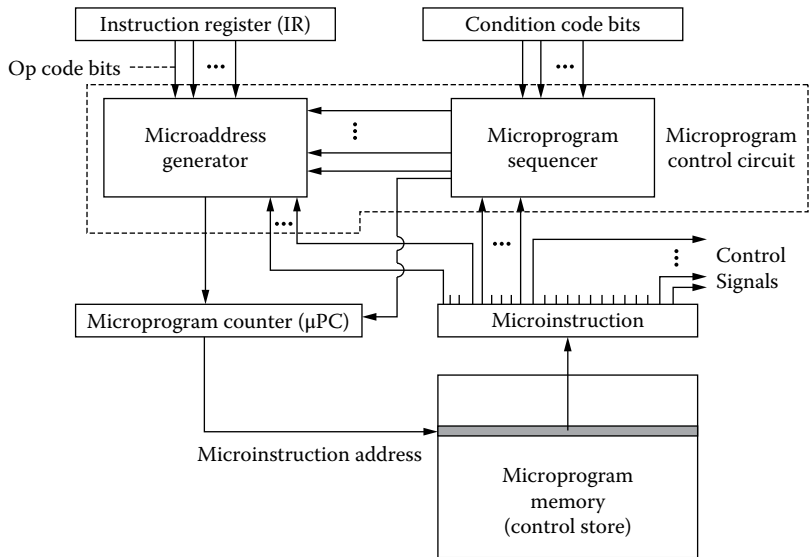 Instruction register (IR)
Condition code bits
Op code bits
Microaddress
generator
Microprogram
sequencer
Microprogram
control circuit
Control
Signals
Microprogram counter (µPC)
Microinstruction
Microinstruction address
Microprogram
memory
(control store)